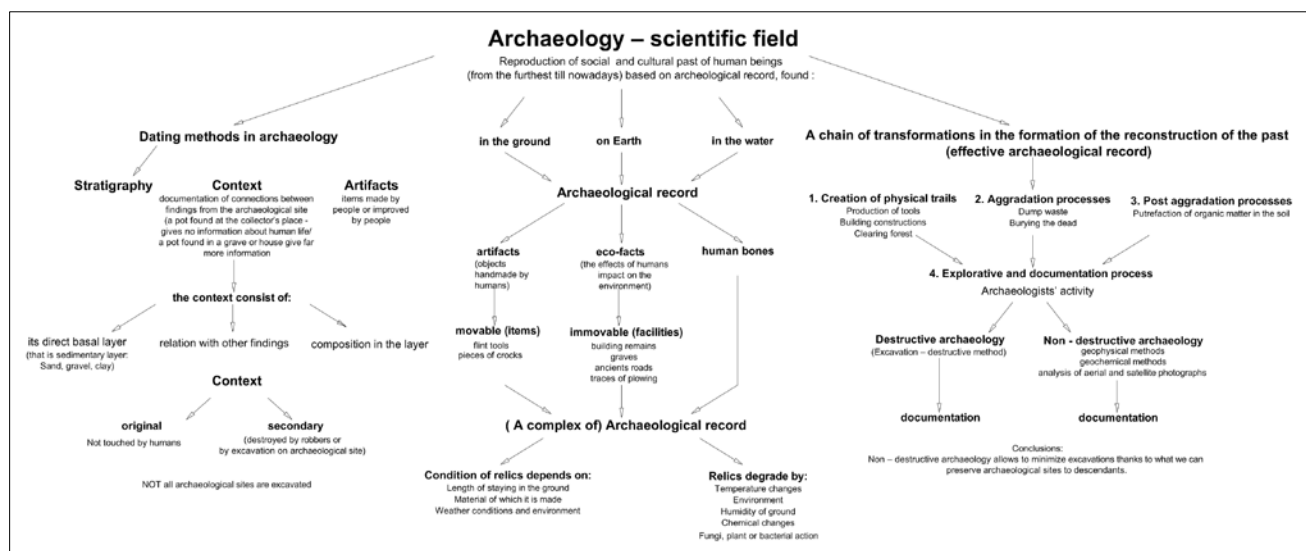 Archaeology – scientific field
Reproduction of social and cultural past of human beings
(from the furthest till nowadays) based on archeological record, found :
Dating methods in archaeology
Stratigraphy
Context
documentation of connections between
findings from the archaeological site
(a pot found at the collector's place -
gives no information about human life/
a pot found in a grave or house give far
more information
Artifacts
items made by
people or improved
by people
the context consist of:
its direct basal layer
(that is sedimentary layer:
Sand, gravel, clay)
relation with other findings
composition in the layer
Context
original
Not touched by humans
secondary
(destroyed by robbers or
by excavation on archaeological site)
NOT all archaeological sites are excavated
in the ground
on Earth
in the water
Archaeological record
artifacts
(objects
handmade by
humans)
eco-facts
(the effects of humans
impact on the
environment)
human bones
movable (items)
flint tools
pieces of crocks
immovable (facilities)
building remains
graves
ancients roads
traces of plowing
( A complex of) Archaeological record
Condition of relics depends on:
Length of staying in the ground
Material of which it is made
Weather conditions and environment
Relics degrade by:
Temperature changes
Environment
Humidity of ground
Chemical changes
Fungi, plant or bacterial action
A chain of transformations in the formation of the reconstruction of the past
(effective archaeological record)
1. Creation of physical trails
Production of tools
Building constructions
Clearing forest
2. Aggradation processes
Dump waste
Burying the dead
3. Post aggradation processes
Putrefaction of organic matter in the soil
4. Explorative and documentation process
Archaeologists' activity
Destructive archaeology
(Excavation – destructive method)
Non - destructive archaeology
geophysical methods
geochemical methods
analysis of aerial and satellite photographs
documentation
documentation
Conclusions:
Non – destructive archaeology allows to minimize excavations thanks to what we can
preserve archaeological sites to descendants.